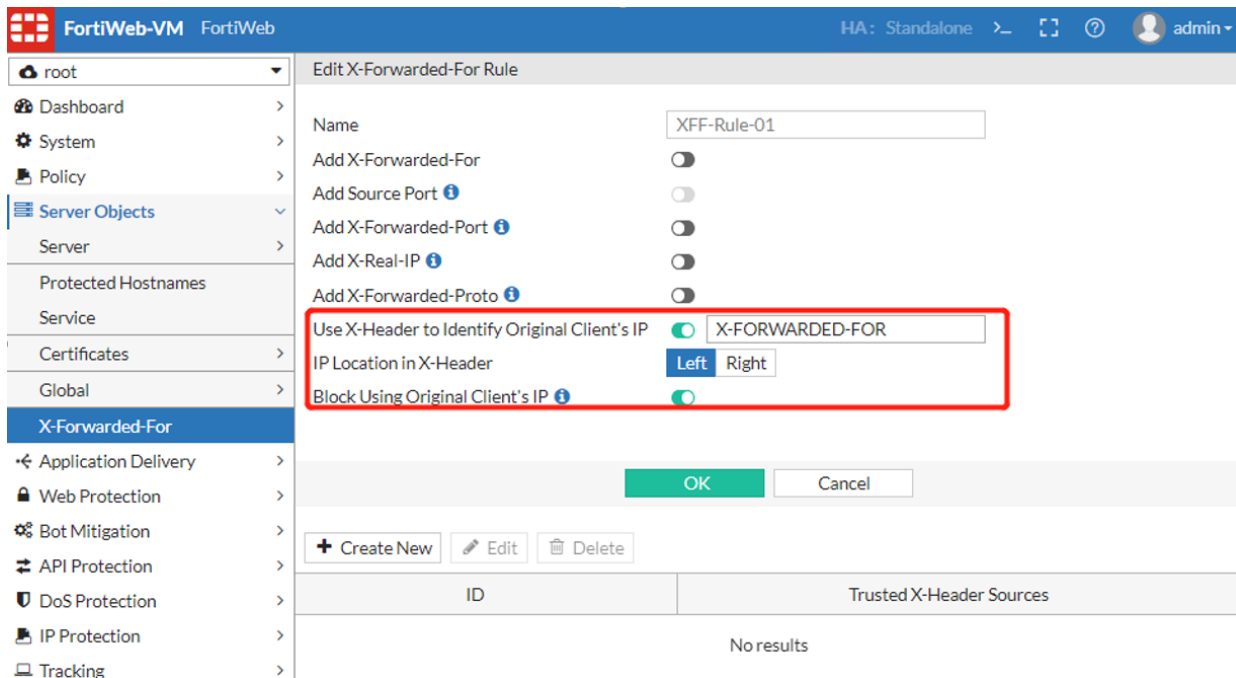 FortiWeb-VM FortiWeb HA: Standalone >_ admin
root
Dashboard
System
Policy
Server Objects
Server
Protected Hostnames
Service
Certificates
Global
X-Forwarded-For
Application Delivery
Web Protection
Bot Mitigation
API Protection
DoS Protection
IP Protection
Tracking
Edit X-Forwarded-For Rule
Name XFF-Rule-01
Add X-Forwarded-For
Add Source Port
Add X-Forwarded-Port
Add X-Real-IP
Add X-Forwarded-Proto
Use X-Header to Identify Original Client's IP X-FORWARDED-FOR
IP Location in X-Header Left Right
Block Using Original Client's IP
OK Cancel
+ Create New Edit Delete
ID Trusted X-Header Sources
No results